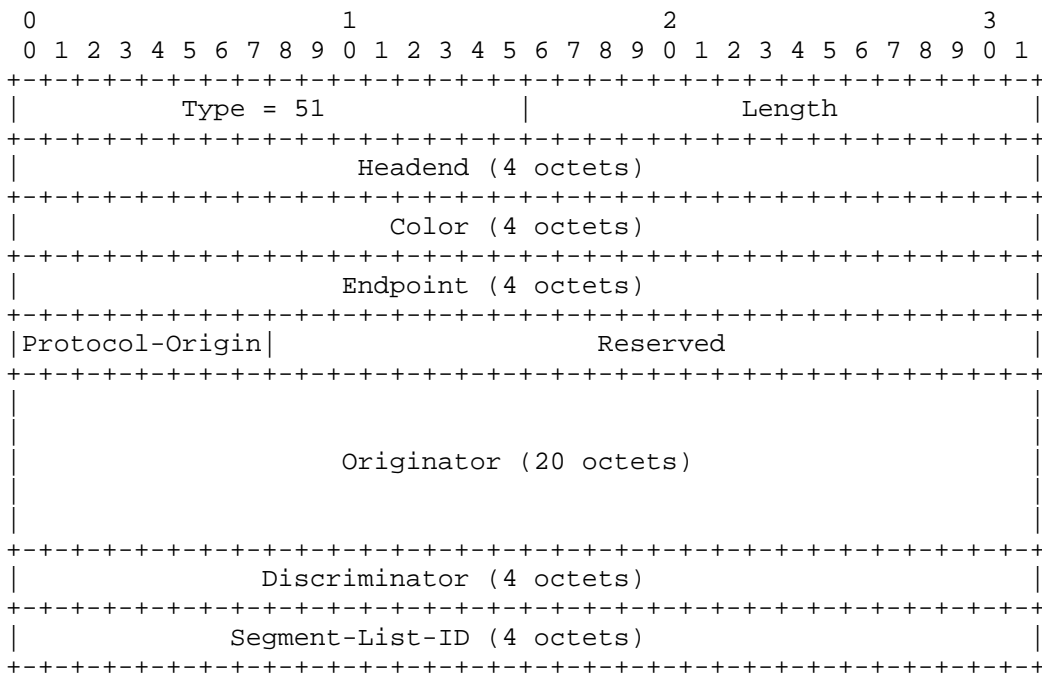 0                   1                   2                   3
 0 1 2 3 4 5 6 7 8 9 0 1 2 3 4 5 6 7 8 9 0 1 2 3 4 5 6 7 8 9 0 1
+-+-+-+-+-+-+-+-+-+-+-+-+-+-+-+-+-+-+-+-+-+-+-+-+-+-+-+-+-+-+-+-+
|          Type = 51            |             Length            |
+-+-+-+-+-+-+-+-+-+-+-+-+-+-+-+-+-+-+-+-+-+-+-+-+-+-+-+-+-+-+-+-+
|                     Headend (4 octets)                        |
+-+-+-+-+-+-+-+-+-+-+-+-+-+-+-+-+-+-+-+-+-+-+-+-+-+-+-+-+-+-+-+-+
|                       Color (4 octets)                        |
+-+-+-+-+-+-+-+-+-+-+-+-+-+-+-+-+-+-+-+-+-+-+-+-+-+-+-+-+-+-+-+-+
|                    Endpoint (4 octets)                        |
+-+-+-+-+-+-+-+-+-+-+-+-+-+-+-+-+-+-+-+-+-+-+-+-+-+-+-+-+-+-+-+-+
|Protocol-Origin|                    Reserved                   |
+-+-+-+-+-+-+-+-+-+-+-+-+-+-+-+-+-+-+-+-+-+-+-+-+-+-+-+-+-+-+-+-+
|                                                               |
|                                                               |
|                    Originator (20 octets)                     |
|                                                               |
|                                                               |
+-+-+-+-+-+-+-+-+-+-+-+-+-+-+-+-+-+-+-+-+-+-+-+-+-+-+-+-+-+-+-+-+
|               Discriminator (4 octets)                        |
+-+-+-+-+-+-+-+-+-+-+-+-+-+-+-+-+-+-+-+-+-+-+-+-+-+-+-+-+-+-+-+-+
|             Segment-List-ID (4 octets)                        |
+-+-+-+-+-+-+-+-+-+-+-+-+-+-+-+-+-+-+-+-+-+-+-+-+-+-+-+-+-+-+-+-+